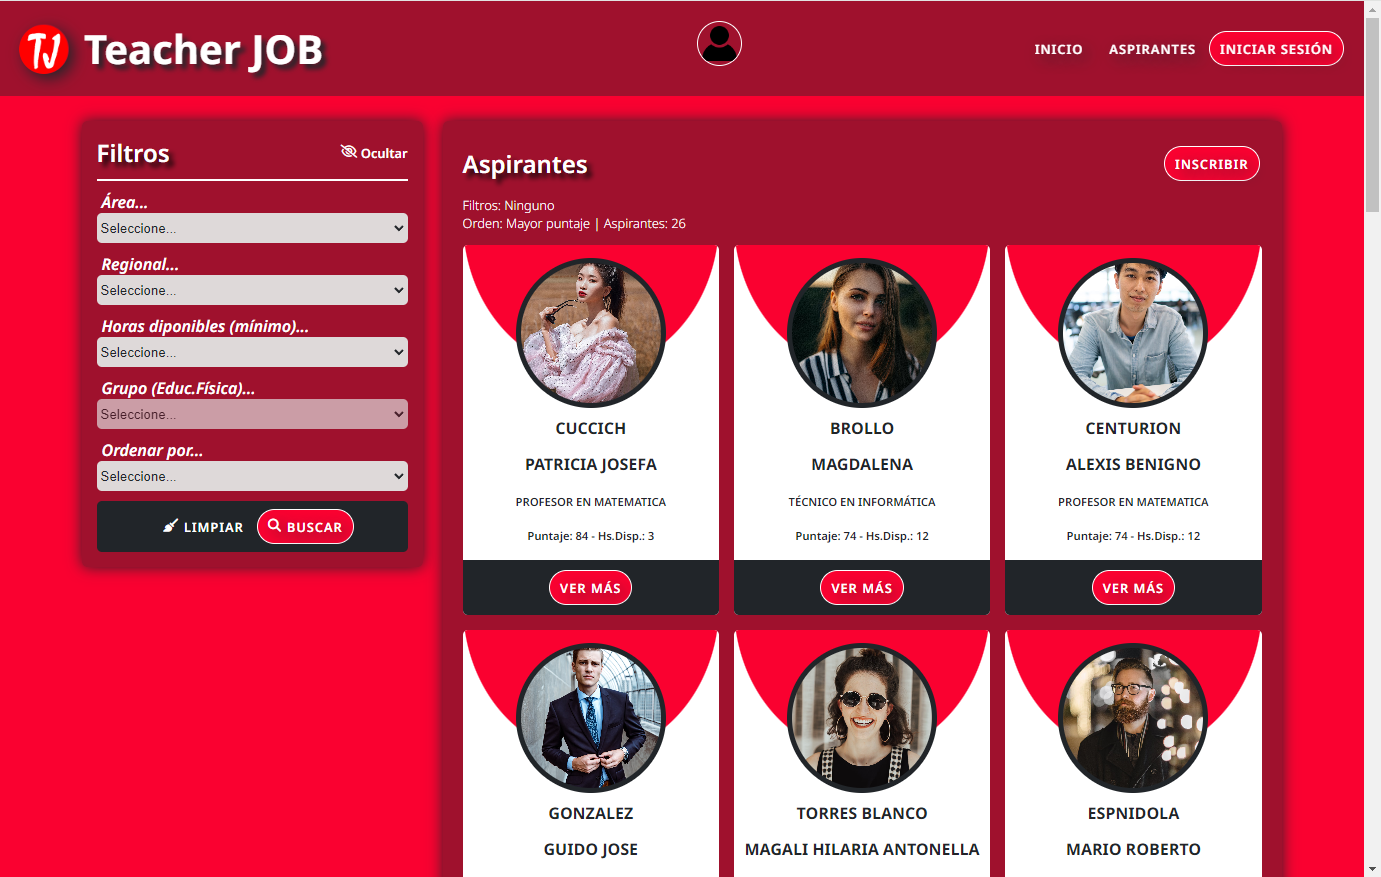 TJ Teacher JOB
INICIO ASPIRANTES INICIAR SESIÓN
Filtros
Ocultar
Área...
Seleccione...
Regional...
Seleccione...
Horas diponibles (mínimo)...
Seleccione...
Grupo (Educ.Física)...
Seleccione...
Ordenar por...
Seleccione...
LIMPIAR BUSCAR
Aspirantes
INSCRIBIR
Filtros: Ninguno
Orden: Mayor puntaje | Aspirantes: 26
CUCCICH
PATRICIA JOSEFA
PROFESOR EN MATEMATICA
Puntaje: 84 - Hs.Disp.: 3
VER MÁS
BROLLO
MAGDALENA
TÉCNICO EN INFORMÁTICA
Puntaje: 74 - Hs.Disp.: 12
VER MÁS
CENTURION
ALEXIS BENIGNO
PROFESOR EN MATEMATICA
Puntaje: 74 - Hs.Disp.: 12
VER MÁS
GONZALEZ
GUIDO JOSE
TORRES BLANCO
MAGALI HILARIA ANTONELLA
ESPNIDOLA
MARIO ROBERTO